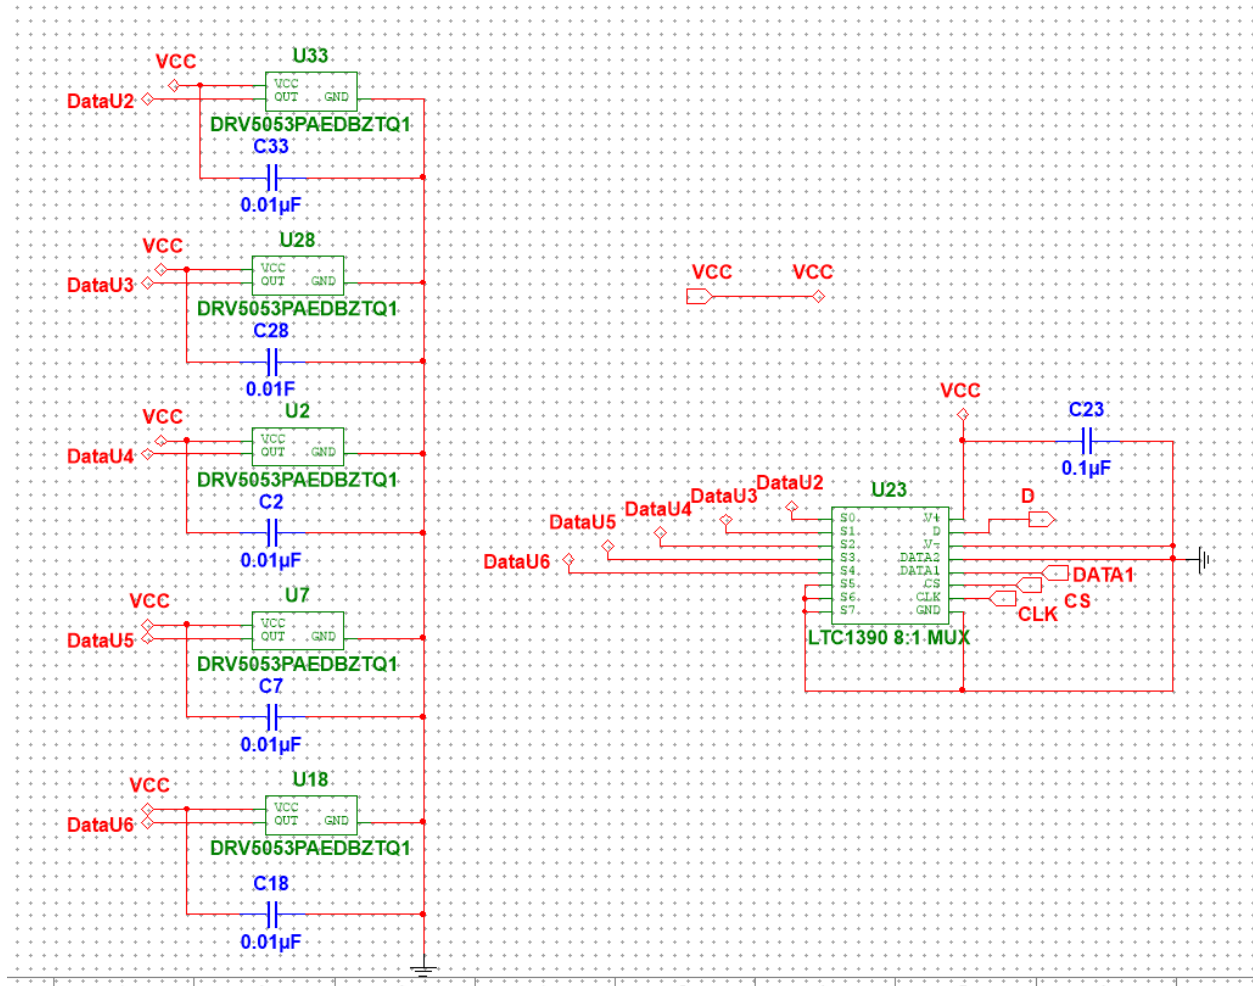 VCC
U33
DataU2
VCC
OUT GND
DRV5053PAEDBZTQ1
C33
0.01µF
VCC
U28
DataU3
VCC
OUT GND
DRV5053PAEDBZTQ1
C28
0.01F
VCC
U2
DataU4
VCC
OUT GND
DRV5053PAEDBZTQ1
C2
0.01µF
VCC
U7
DataU5
VCC
OUT GND
DRV5053PAEDBZTQ1
C7
0.01µF
VCC
U18
DataU6
VCC
OUT GND
DRV5053PAEDBZTQ1
C18
0.01µF
VCC VCC
VCC
C23
0.1µF
U23
D
DataU2
DataU3
DataU4
DataU5
DataU6
S0 V+
S1 D
S2 V-
S3 DATA2
S4 DATA1
S5 CS
S6 CLK
S7 GND
DATA1
CS
CLK
LTC1390 8:1 MUX